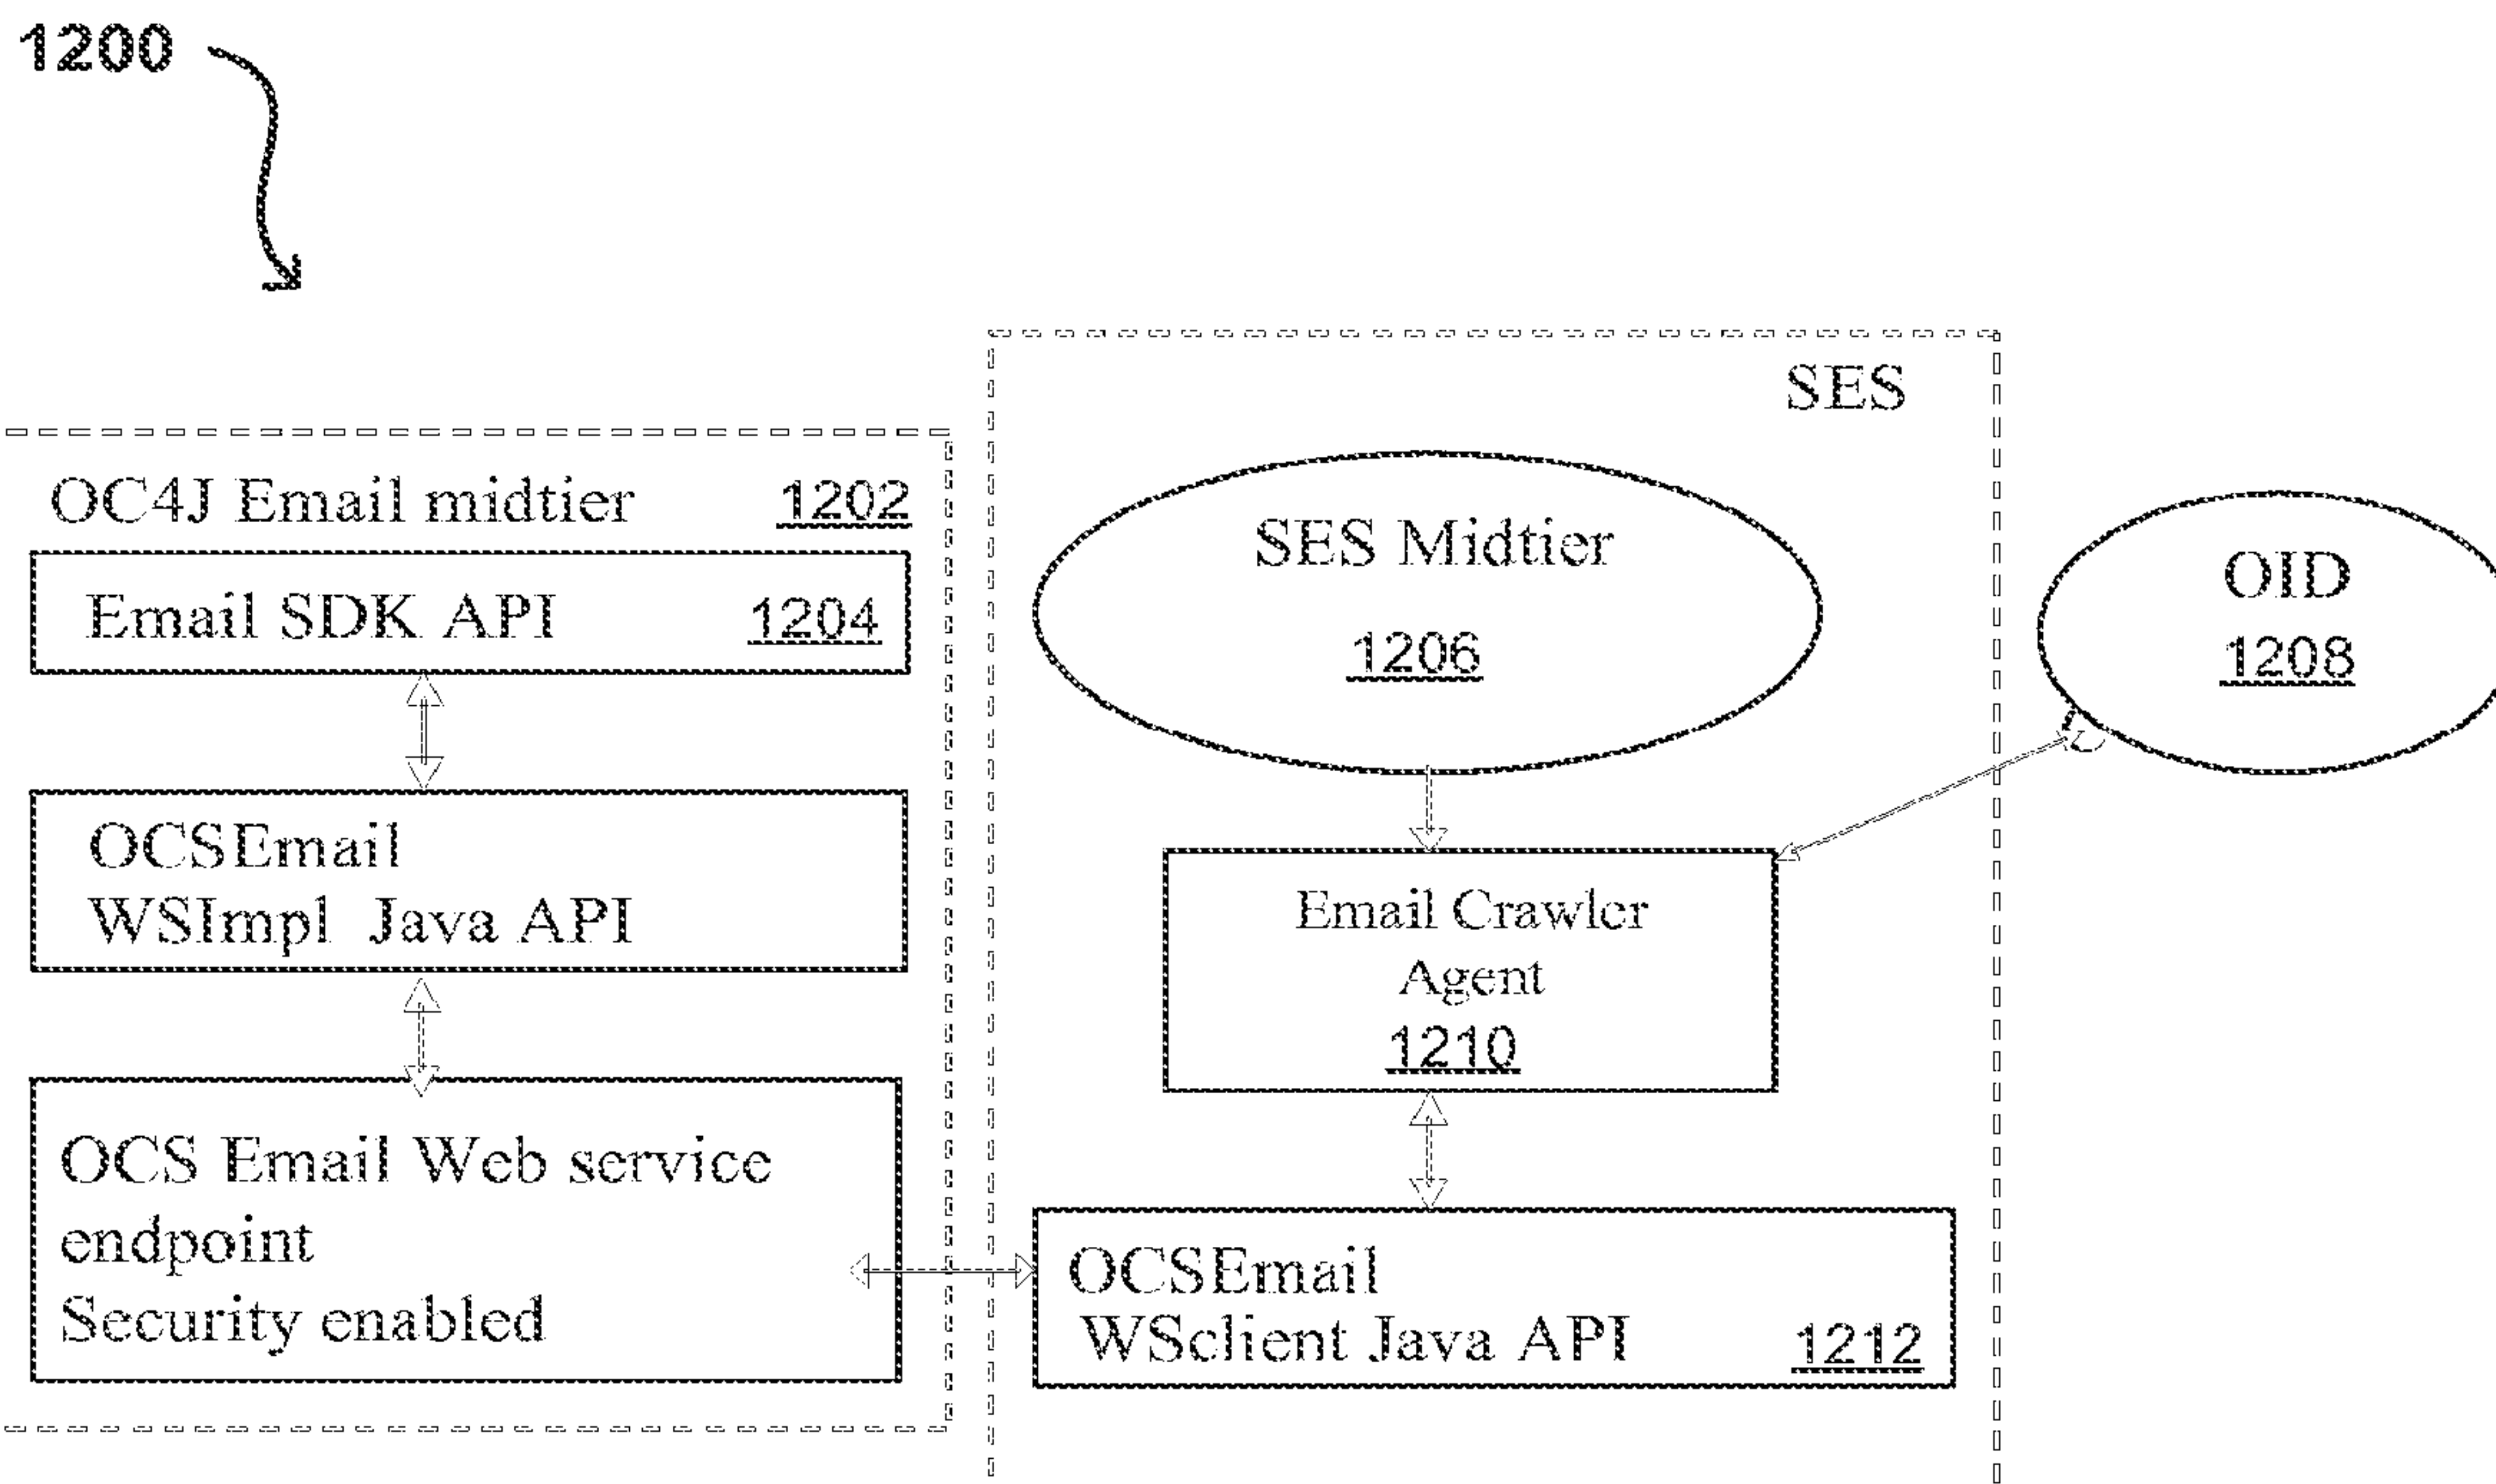 1200
SES
OC4J Email midtier 1202
Email SDK API 1204
OCSEmail
WSImpl Java API
OCS Email Web service
endpoint
Security enabled
SES Midtier
1206
OID
1208
Email Crawler
Agent
1210
OCSEmail
WSclient Java API 1212